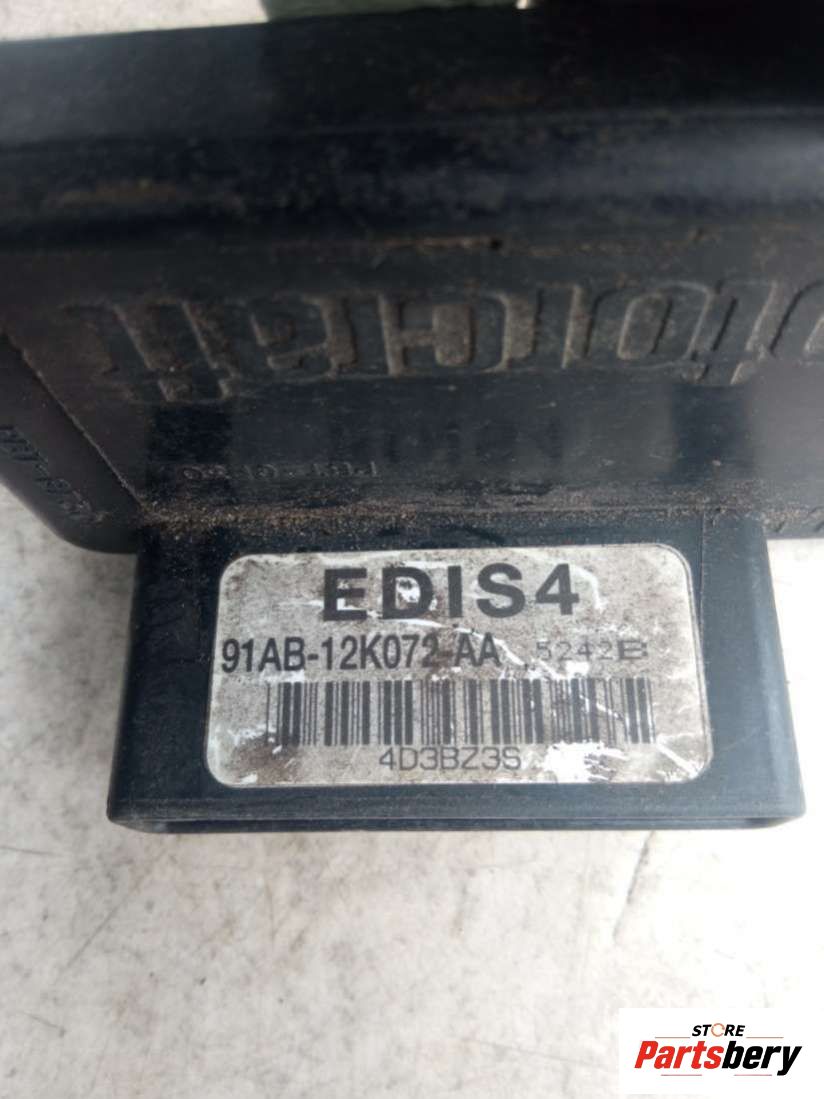 EDIS4
91AB-12K072-AA 5242B
4D3BZ3S
STORE
Partsbery